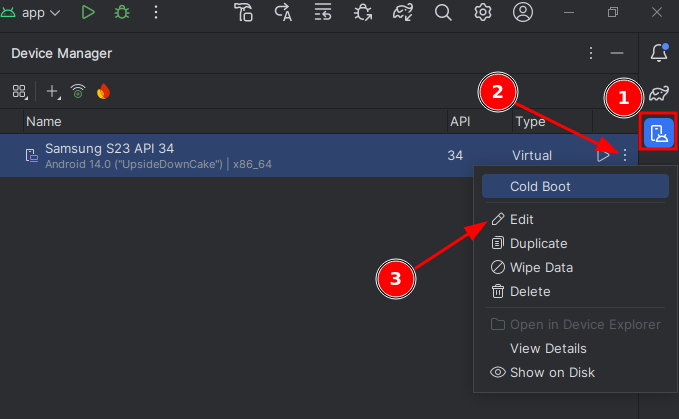 app
Device Manager
2
1
Name API Type
Samsung S23 API 34
Android 14.0 ("UpsideDownCake") | x86_64
34 Virtual
Cold Boot
Edit
Duplicate
3
Wipe Data
Delete
Open in Device Explorer
View Details
Show on Disk